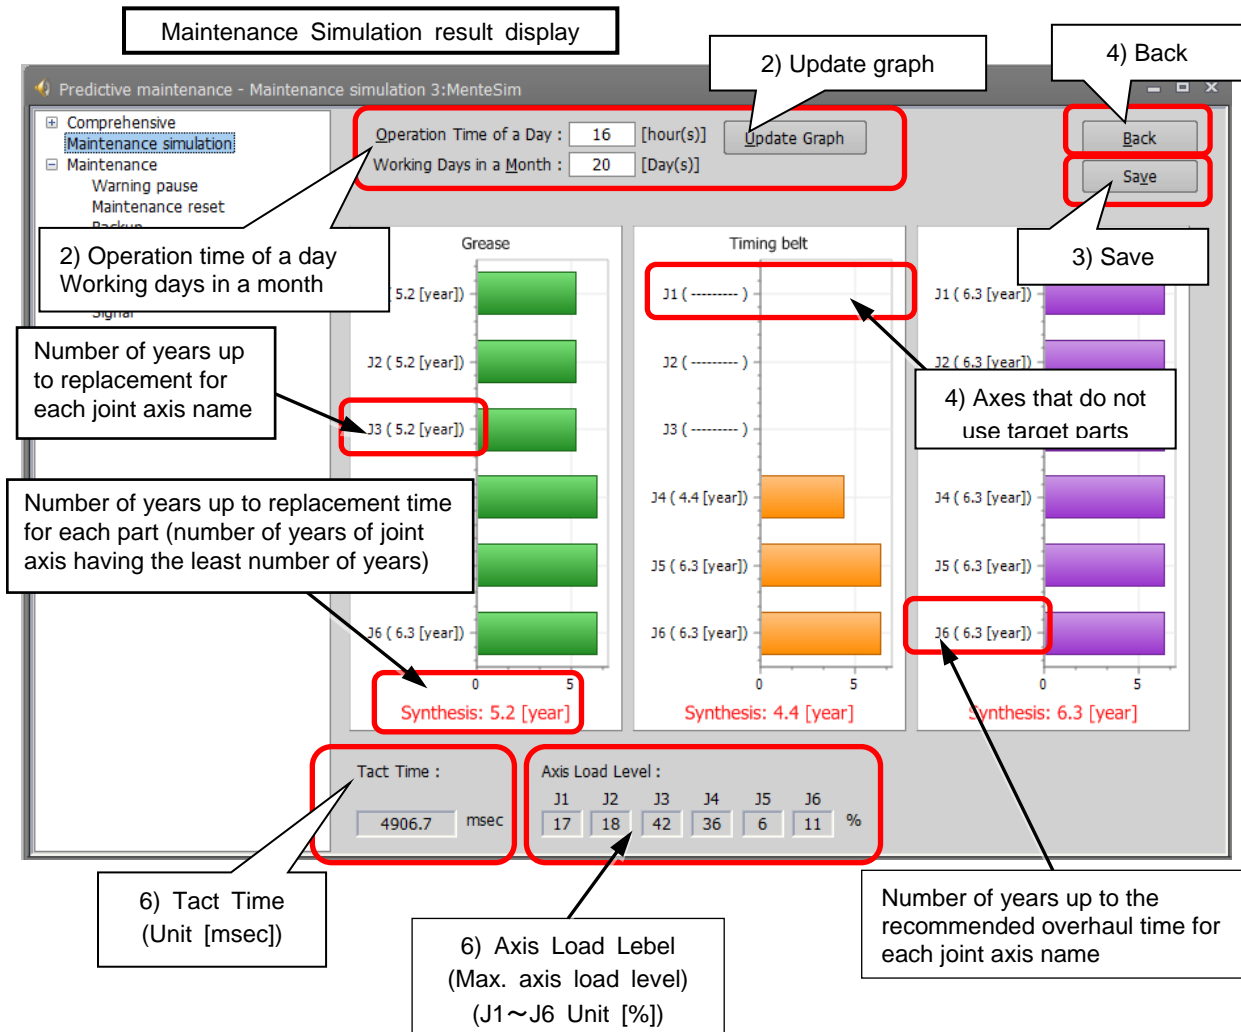 Maintenance Simulation result display
2) Update graph
4) Back
Predictive maintenance - Maintenance simulation 3:MenteSim
Comprehensive
Maintenance simulation
Maintenance
Warning pause
Maintenance reset
Signal
Operation Time of a Day : 16 [hour(s)]
Working Days in a Month : 20 [Day(s)]
Update Graph
Back
Save
2) Operation time of a day
Working days in a month
3) Save
Grease
5.2 [year])
J2 ( 5.2 [year])
J3 ( 5.2 [year])
J6 ( 6.3 [year])
0 5
Synthesis: 5.2 [year]
Timing belt
J1 ( --------- )
J2 ( --------- )
J3 ( --------- )
J4 ( 4.4 [year])
J5 ( 6.3 [year])
J6 ( 6.3 [year])
0 5
Synthesis: 4.4 [year]
J1 ( 6.3 [year])
J2 ( 6.3 [year])
J4 ( 6.3 [year])
J5 ( 6.3 [year])
J6 ( 6.3 [year])
0 5
Synthesis: 6.3 [year]
Number of years up
to replacement for
each joint axis name
4) Axes that do not
use target parts
Number of years up to replacement time
for each part (number of years of joint
axis having the least number of years)
Tact Time :
4906.7 msec
Axis Load Level :
J1 J2 J3 J4 J5 J6
17 18 42 36 6 11 %
6) Tact Time
(Unit [msec])
6) Axis Load Lebel
(Max. axis load level)
(J1～J6 Unit [%])
Number of years up to the
recommended overhaul time for
each joint axis name